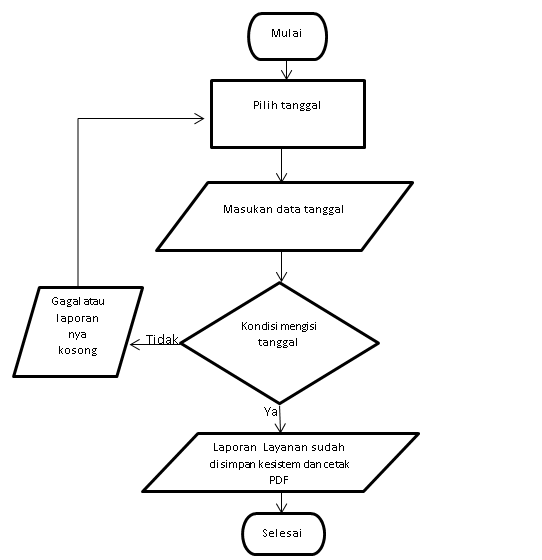 Mulai
Pilih tanggal
Masukan data tanggal
Kondisi mengisi
tanggal
Tidak
Gagal atau
laporan
nya
kosong
Ya
Laporan Layanan sudah
disimpan kesistem dan cetak
PDF
Selesai